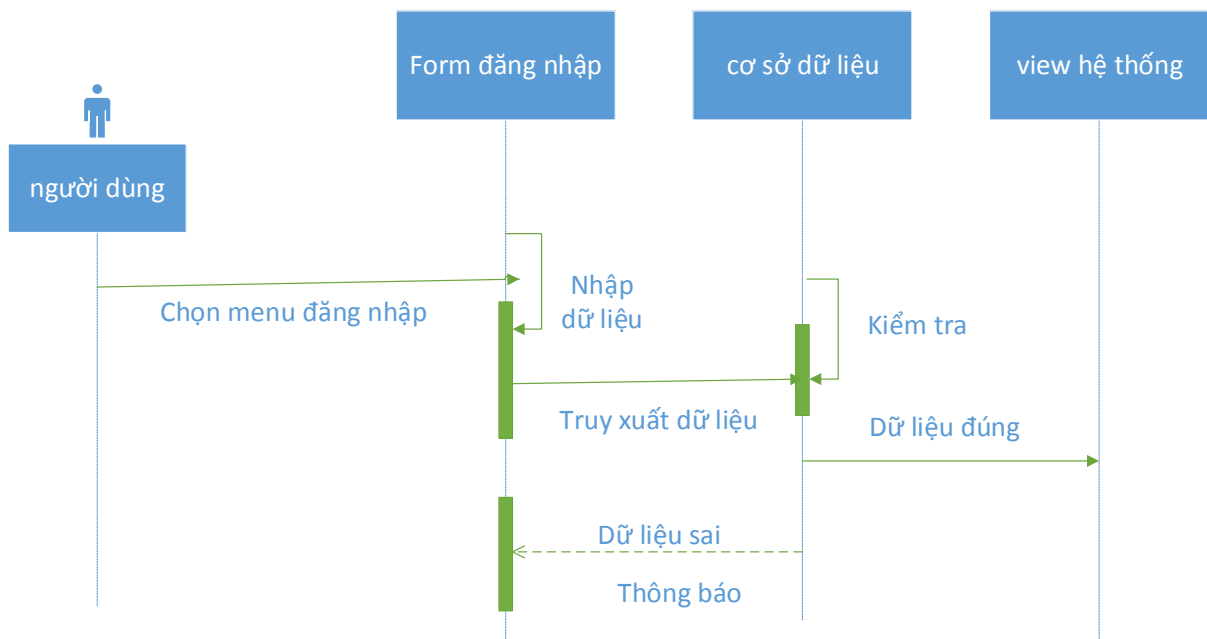 Form đăng nhập
cơ sở dữ liệu
view hệ thống
người dùng
Chọn menu đăng nhập
Nhập
dữ liệu
Kiểm tra
Truy xuất dữ liệu
Dữ liệu đúng
Dữ liệu sai
Thông báo